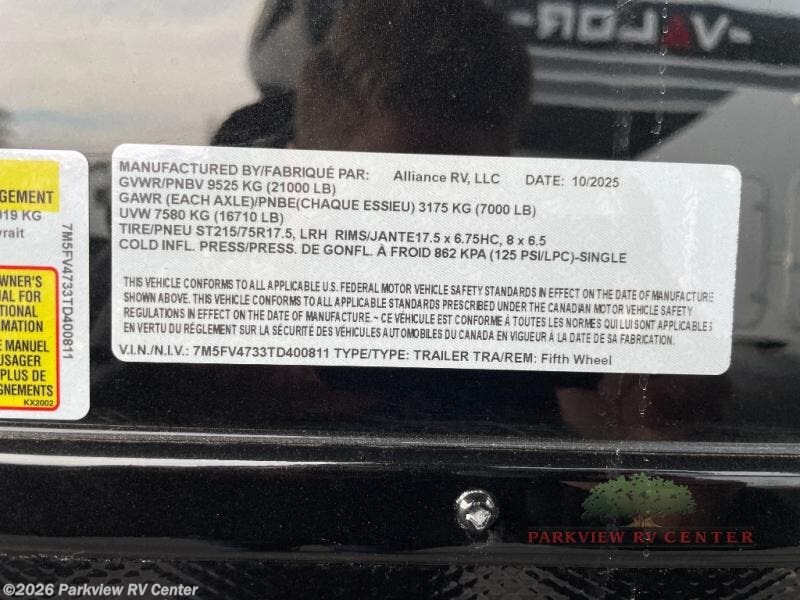 -VALOR-
GEMENT
019 KG
vrait
OWNER'S
UAL FOR
TIONAL
RMATION
E MANUEL
USAGER
PLUS DE
GNEMENTS
KX2002
7M5FV4733TD400811
MANUFACTURED BY/FABRIQUÉ PAR: Alliance RV, LLC DATE: 10/2025
GVWR/PNBV 9525 KG (21000 LB)
GAWR (EACH AXLE)/PNBE(CHAQUE ESSIEU) 3175 KG (7000 LB)
UVW 7580 KG (16710 LB)
TIRE/PNEU ST215/75R17.5, LRH RIMS/JANTE17.5 x 6.75HC, 8 x 6.5
COLD INFL. PRESS/PRESS. DE GONFL. À FROID 862 KPA (125 PSI/LPC)-SINGLE
THIS VEHICLE CONFORMS TO ALL APPLICABLE U.S. FEDERAL MOTOR VEHICLE SAFETY STANDARDS IN EFFECT ON THE DATE OF MANUFACTURE
SHOWN ABOVE. THIS VEHICLE CONFORMS TO ALL APPLICABLE STANDARDS PRESCRIBED UNDER THE CANADIAN MOTOR VEHICLE SAFETY
REGULATIONS IN EFFECT ON THE DATE OF MANUFACTURE.~ CE VÉHICULE EST CONFORME À TOUTES LES NORMES QUI LUI SONT APPLICABLES
EN VERTU DU RÈGLEMENT SUR LA SÉCURITÉ DES VÉHICULES AUTOMOBILES DU CANADA EN VIGUEUR À LA DATE DE SA FABRICATION.
V.I.N./N.I.V.: 7M5FV4733TD400811 TYPE/TYPE: TRAILER TRA/REM: Fifth Wheel
PARKVIEW RV CENTER
©2026 Parkview RV Center